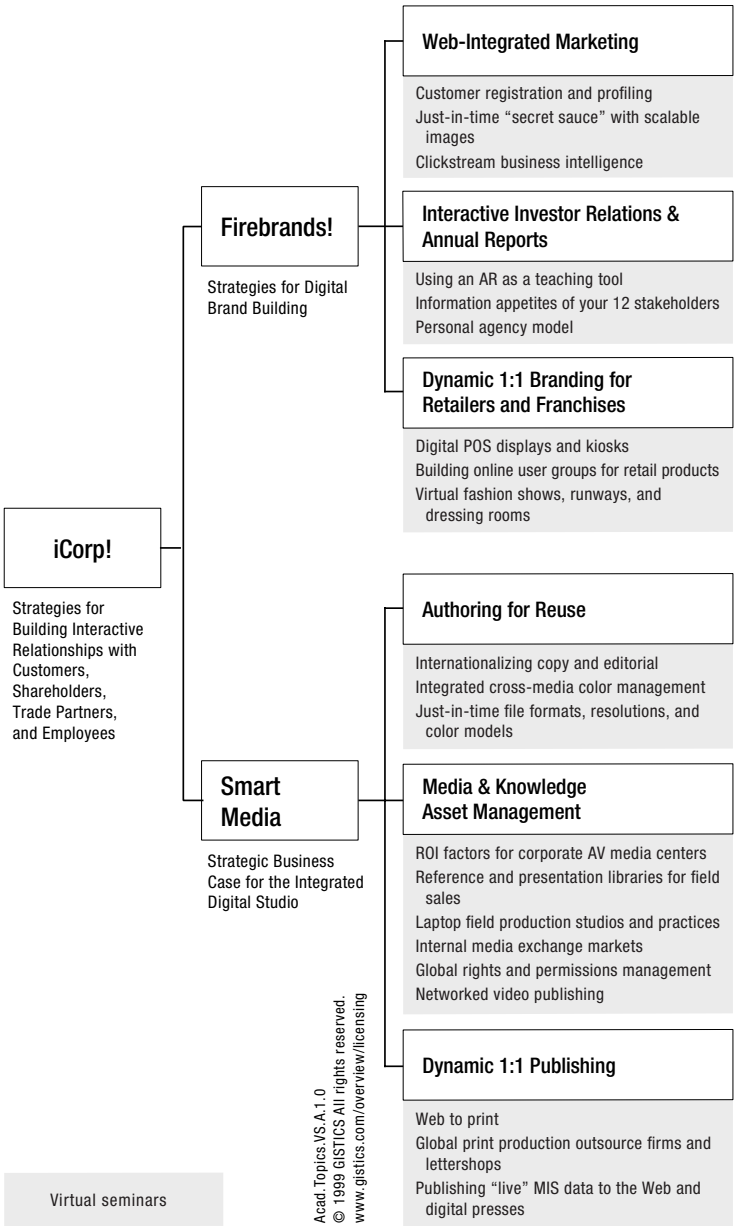 iCorp!
Strategies for
Building Interactive
Relationships with
Customers,
Shareholders,
Trade Partners,
and Employees
Firebrands!
Strategies for Digital
Brand Building
Web-Integrated Marketing
Customer registration and profiling
Just-in-time “secret sauce” with scalable
images
Clickstream business intelligence
Interactive Investor Relations &
Annual Reports
Using an AR as a teaching tool
Information appetites of your 12 stakeholders
Personal agency model
Dynamic 1:1 Branding for
Retailers and Franchises
Digital POS displays and kiosks
Building online user groups for retail products
Virtual fashion shows, runways, and
dressing rooms
Smart
Media
Strategic Business
Case for the Integrated
Digital Studio
Authoring for Reuse
Internationalizing copy and editorial
Integrated cross-media color management
Just-in-time file formats, resolutions, and
color models
Media & Knowledge
Asset Management
ROI factors for corporate AV media centers
Reference and presentation libraries for field
sales
Laptop field production studios and practices
Internal media exchange markets
Global rights and permissions management
Networked video publishing
Dynamic 1:1 Publishing
Web to print
Global print production outsource firms and
lettershops
Publishing “live” MIS data to the Web and
digital presses
Virtual seminars
Acad.Topics.VS.A.1.0
© 1999 GISTICS All rights reserved.
www.gistics.com/overview/licensing